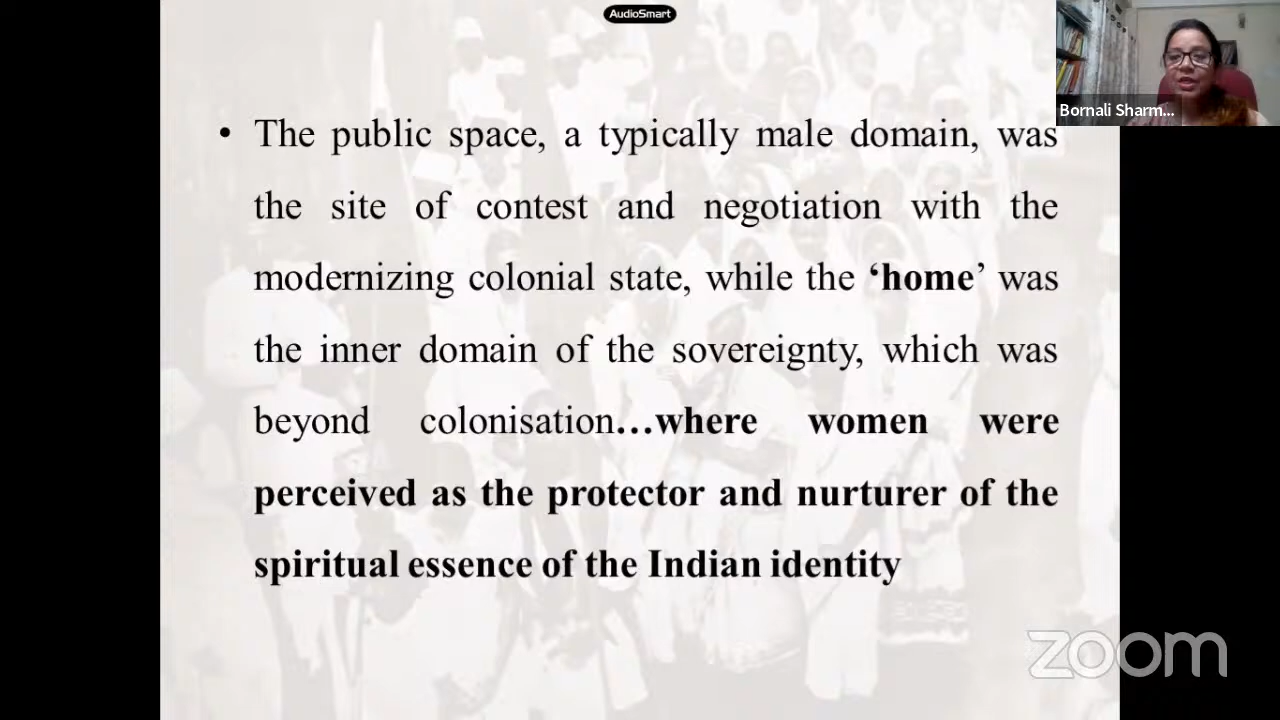 AudioSmart
Bornali Sharm...
• The public space, a typically male domain, was
the site of contest and negotiation with the
modernizing colonial state, while the ‘home’ was
the inner domain of the sovereignty, which was
beyond colonisation…where women were
perceived as the protector and nurturer of the
spiritual essence of the Indian identity
zoom